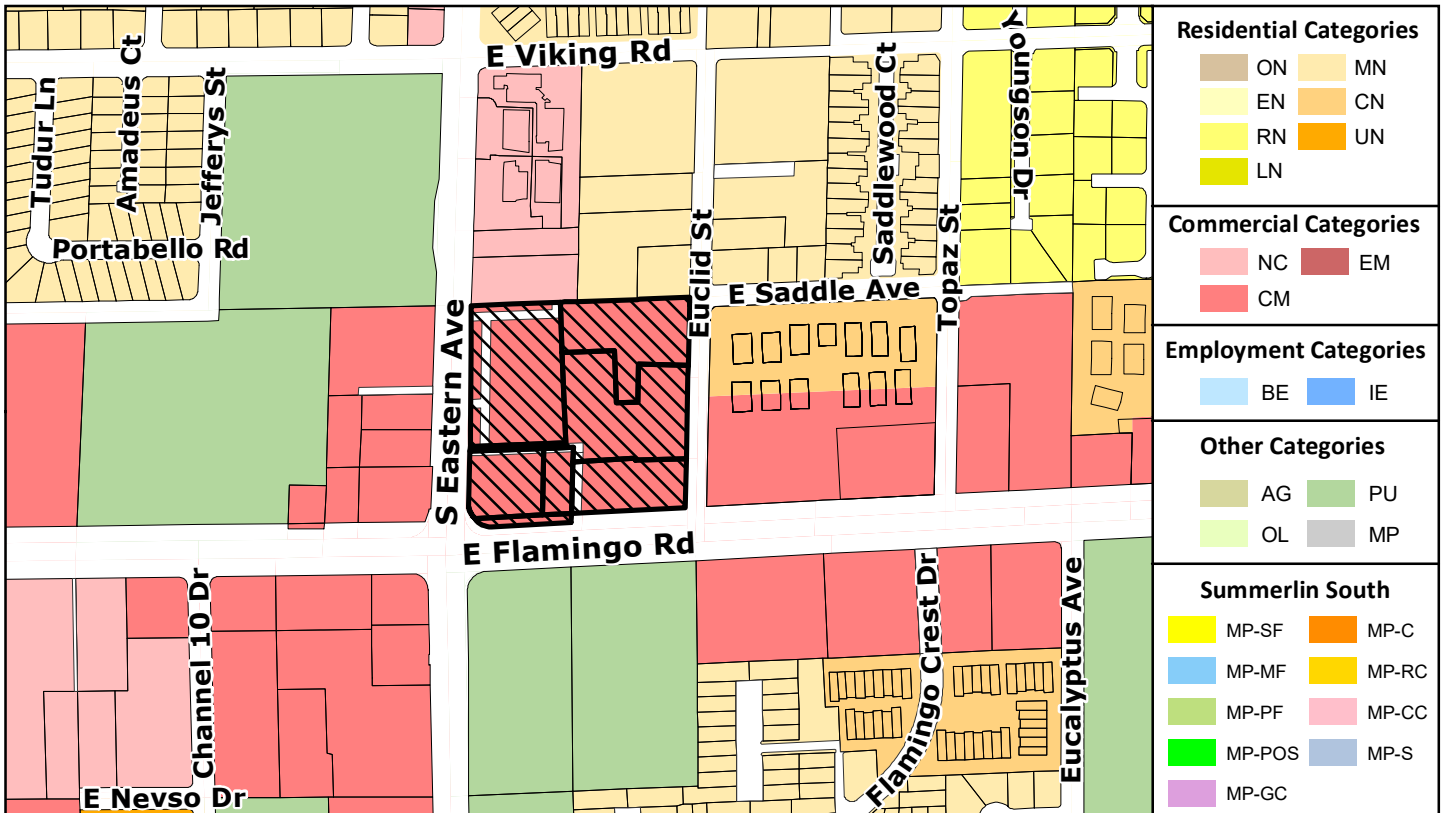 E Viking Rd
Tudur Ln
Amadeus Ct
Jefferys St
Portabello Rd
Saddlewood Ct
Youngson Dr
Euclid St
Topaz St
E Saddle Ave
S Eastern Ave
E Flamingo Rd
Channel 10 Dr
E Nevso Dr
Flamingo Crest Dr
Eucalyptus Ave
Residential Categories
ON MN
EN CN
RN UN
LN
Commercial Categories
NC EM
CM
Employment Categories
BE IE
Other Categories
AG PU
OL MP
Summerlin South
MP-SF MP-C
MP-MF MP-RC
MP-PF MP-CC
MP-POS MP-S
MP-GC